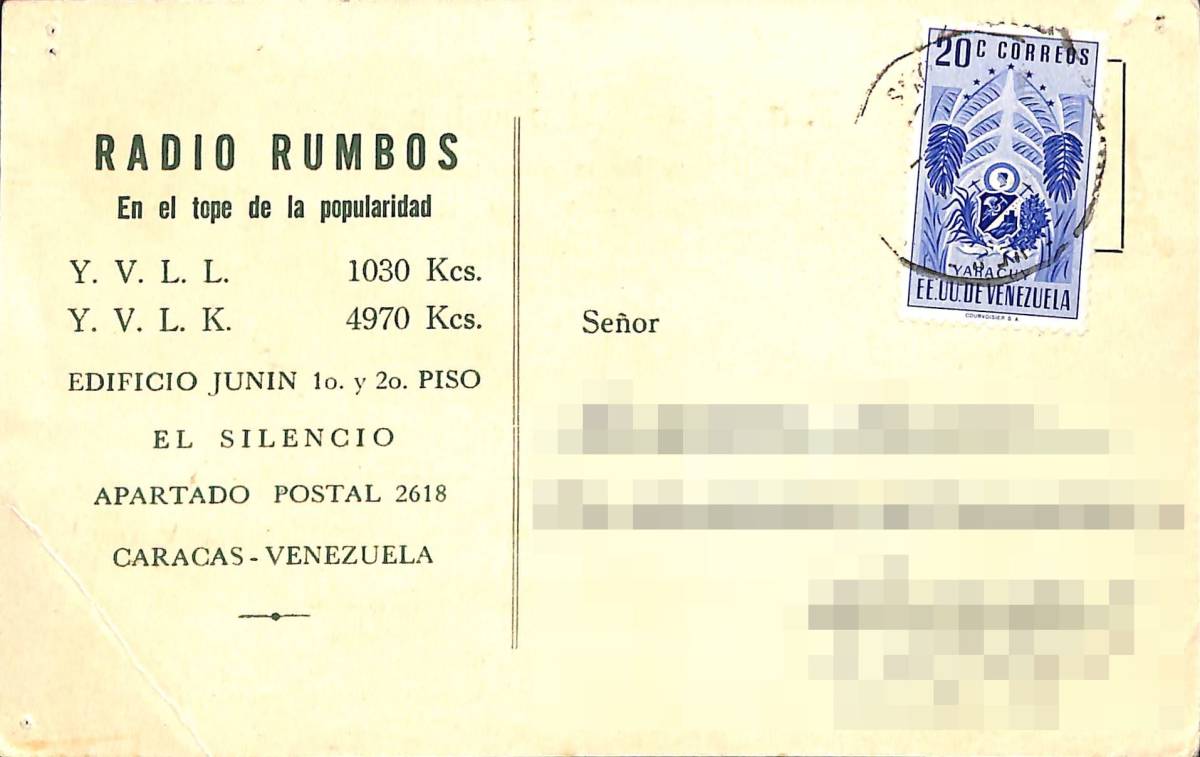 RADIO RUMBOS
En el tope de la popularidad
Y. V. L. L. 1030 Kcs.
Y. V. L. K. 4970 Kcs.
EDIFICIO JUNIN 1o. y 2o. PISO
EL SILENCIO
APARTADO POSTAL 2618
CARACAS - VENEZUELA
20 C CORREOS
YARACUY
EE.UU. DE VENEZUELA
COURVOISIER S.A.
Señor